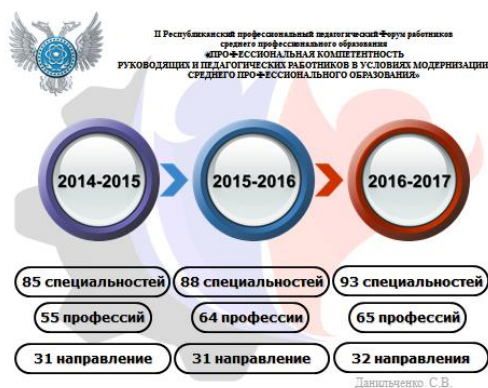 II Республиканский профессиональный педагогический Форум работников
среднего профессионального образования
«ПРОФЕССИОНАЛЬНАЯ КОМПЕТЕНТНОСТЬ
РУКОВОДЯЩИХ И ПЕДАГОГИЧЕСКИХ РАБОТНИКОВ В УСЛОВИЯХ МОДЕРНИЗАЦИИ
СРЕДНЕГО ПРОФЕССИОНАЛЬНОГО ОБРАЗОВАНИЯ»
2014-2015 2015-2016 2016-2017
85 специальностей 88 специальностей 93 специальностей
55 профессий 64 профессии 65 профессий
31 направление 31 направление 32 направления
Данильченко С.В.